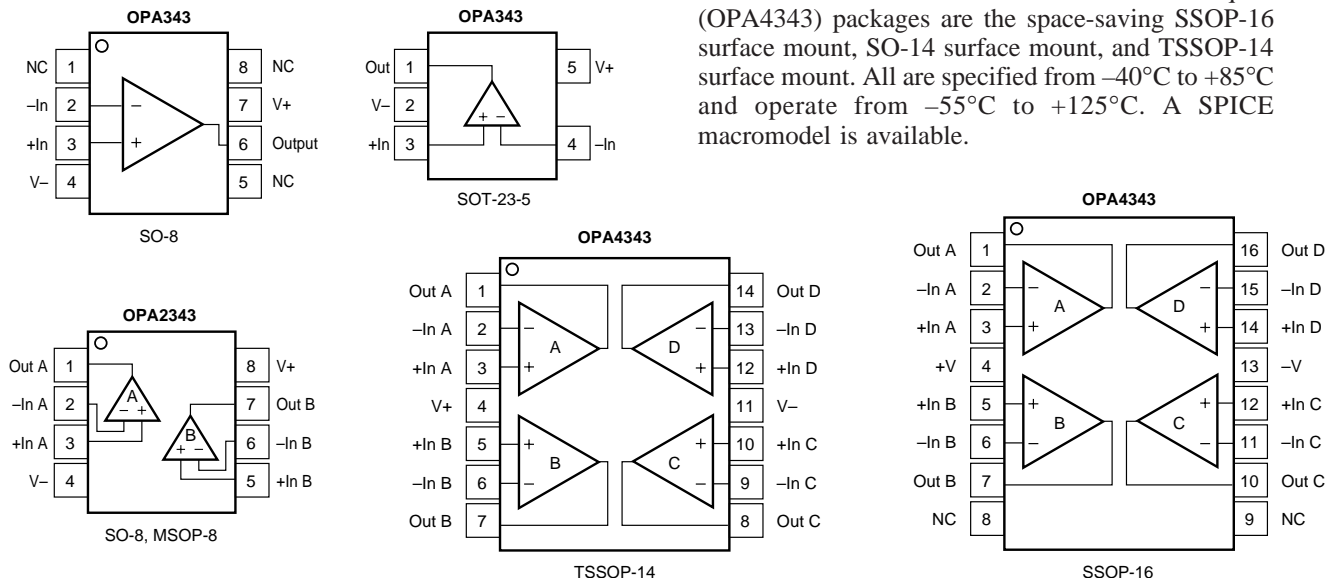 (OPA4343) packages are the space-saving SSOP-16
surface mount, SO-14 surface mount, and TSSOP-14
surface mount. All are specified from –40°C to +85°C
and operate from –55°C to +125°C. A SPICE
macromodel is available.
OPA343
NC 1 8 NC
–In 2 – 7 V+
+In 3 + 6 Output
V– 4 5 NC
SO-8
OPA343
Out 1 5 V+
V– 2
+ –
+In 3 4 –In
SOT-23-5
OPA2343
Out A 1 8 V+
A
–In A 2 – + 7 Out B
B
+In A 3 + – 6 –In B
V– 4 5 +In B
SO-8, MSOP-8
OPA4343
Out A 1 14 Out D
–In A 2 – – 13 –In D
A D
+In A 3 + + 12 +In D
V+ 4 11 V–
+In B 5 + + 10 +In C
B C
–In B 6 – – 9 –In C
Out B 7 8 Out C
TSSOP-14
OPA4343
Out A 1 16 Out D
–In A 2 – – 15 –In D
A D
+In A 3 + + 14 +In D
+V 4 13 –V
+In B 5 + + 12 +In C
B C
–In B 6 – – 11 –In C
Out B 7 10 Out C
NC 8 9 NC
SSOP-16